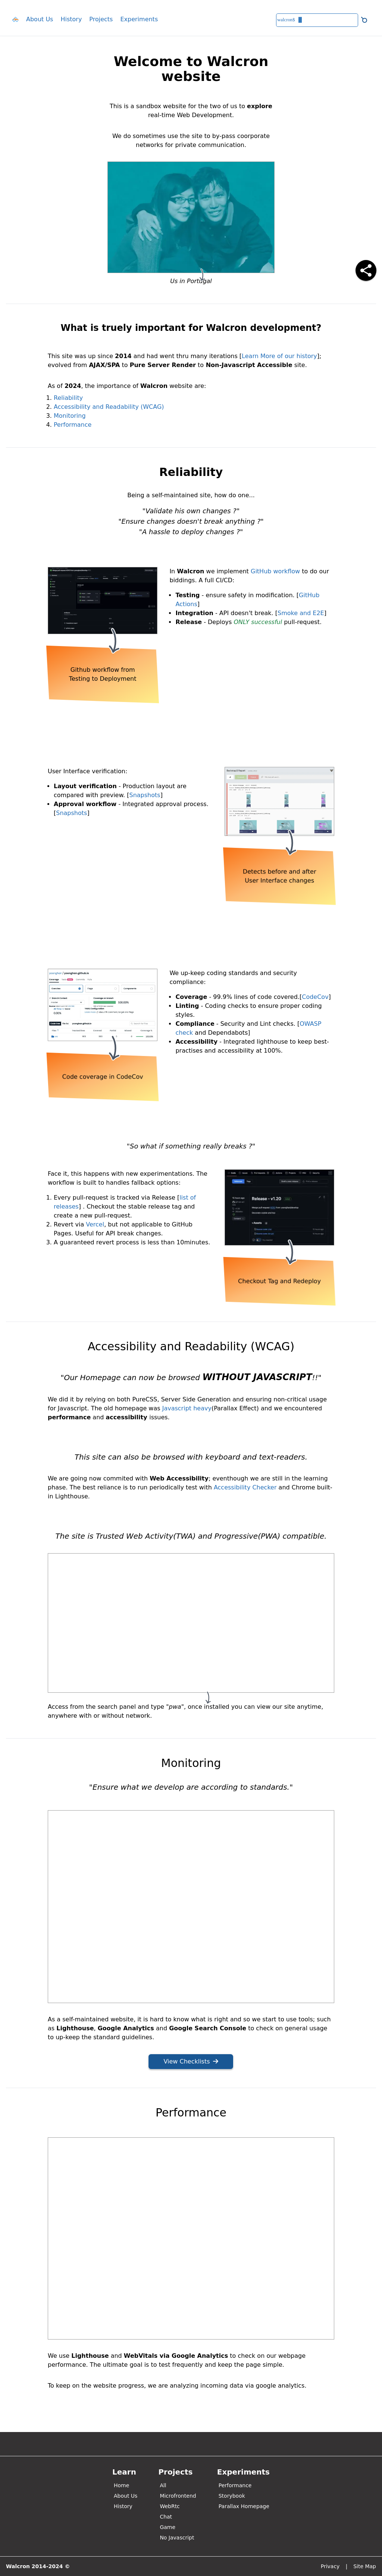 About Us History Projects Experiments
Welcome to Walcron
website
This is a sandbox website for the two of us to explore
real-time Web Development.
We do sometimes use the site to by-pass coorporate
networks for private communication.
Us in Portugal
What is truely important for Walcron development?
This site was up since 2014 and had went thru many iterations [Learn More of our history];
evolved from AJAX/SPA to Pure Server Render to Non-Javascript Accessible site.
As of 2024, the importance of Walcron website are:
1. Reliability
2. Accessibility and Readability (WCAG)
3. Monitoring
4. Performance
Reliability
Being a self-maintained site, how do one...
"Validate his own changes ?"
"Ensure changes doesn't break anything ?"
"A hassle to deploy changes ?"
In Walcron we implement GitHub workflow to do our
biddings. A full CI/CD:
• Testing - ensure safety in modification. [GitHub
Actions]
• Integration - API doesn't break. [Smoke and E2E]
• Release - Deploys ONLY successful pull-request.
Github workflow from
Testing to Deployment
User Interface verification:
• Layout verification - Production layout are
compared with preview. [Snapshots]
• Approval workflow - Integrated approval process.
[Snapshots]
Detects before and after
User Interface changes
We up-keep coding standards and security
compliance:
• Coverage - 99.9% lines of code covered.[CodeCov]
• Linting - Code checks to ensure proper coding
styles.
• Compliance - Security and Lint checks. [OWASP
check and Dependabots]
• Accessibility - Integrated lighthouse to keep best-
practises and accessibility at 100%.
Code coverage in CodeCov
"So what if something really breaks ?"
Face it, this happens with new experimentations. The
workflow is built to handle fallback options:
1. Every pull-request is tracked via Release [list of
releases] . Checkout the stable release tag and
create a new pull-request.
2. Revert via Vercel, but not applicable to GitHub
Pages. Useful for API break changes.
3. A guaranteed revert process is less than 10minutes.
Release - v1.20
Checkout Tag and Redeploy
Accessibility and Readability (WCAG)
"Our Homepage can now be browsed WITHOUT JAVASCRIPT!!"
We did it by relying on both PureCSS, Server Side Generation and ensuring non-critical usage
for Javascript. The old homepage was Javascript heavy(Parallax Effect) and we encountered
performance and accessibility issues.
This site can also be browsed with keyboard and text-readers.
We are going now commited with Web Accessibility; eventhough we are still in the learning
phase. The best reliance is to run periodically test with Accessibility Checker and Chrome built-
in Lighthouse.
The site is Trusted Web Activity(TWA) and Progressive(PWA) compatible.
Access from the search panel and type "pwa", once installed you can view our site anytime,
anywhere with or without network.
Monitoring
"Ensure what we develop are according to standards."
As a self-maintained website, it is hard to know what is right and so we start to use tools; such
as Lighthouse, Google Analytics and Google Search Console to check on general usage
to up-keep the standard guidelines.
View Checklists →
Performance
We use Lighthouse and WebVitals via Google Analytics to check on our webpage
performance. The ultimate goal is to test frequently and keep the page simple.
To keep on the website progress, we are analyzing incoming data via google analytics.
Learn
Home
About Us
History
Projects
All
Microfrontend
WebRtc
Chat
Game
No Javascript
Experiments
Performance
Storybook
Parallax Homepage
Walcron 2014-2024 ©
Privacy | Site Map